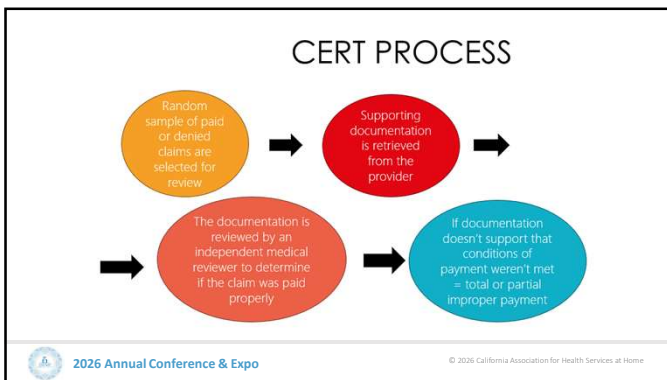 CERT PROCESS
Random
sample of paid
or denied
claims are
selected for
review
Supporting
documentation
is retrieved
from the
provider
The documentation is
reviewed by an
independent medical
reviewer to determine
if the claim was paid
properly
If documentation
doesn't support that
conditions of
payment weren't met
= total or partial
improper payment
2026 Annual Conference & Expo
© 2026 California Association for Health Services at Home